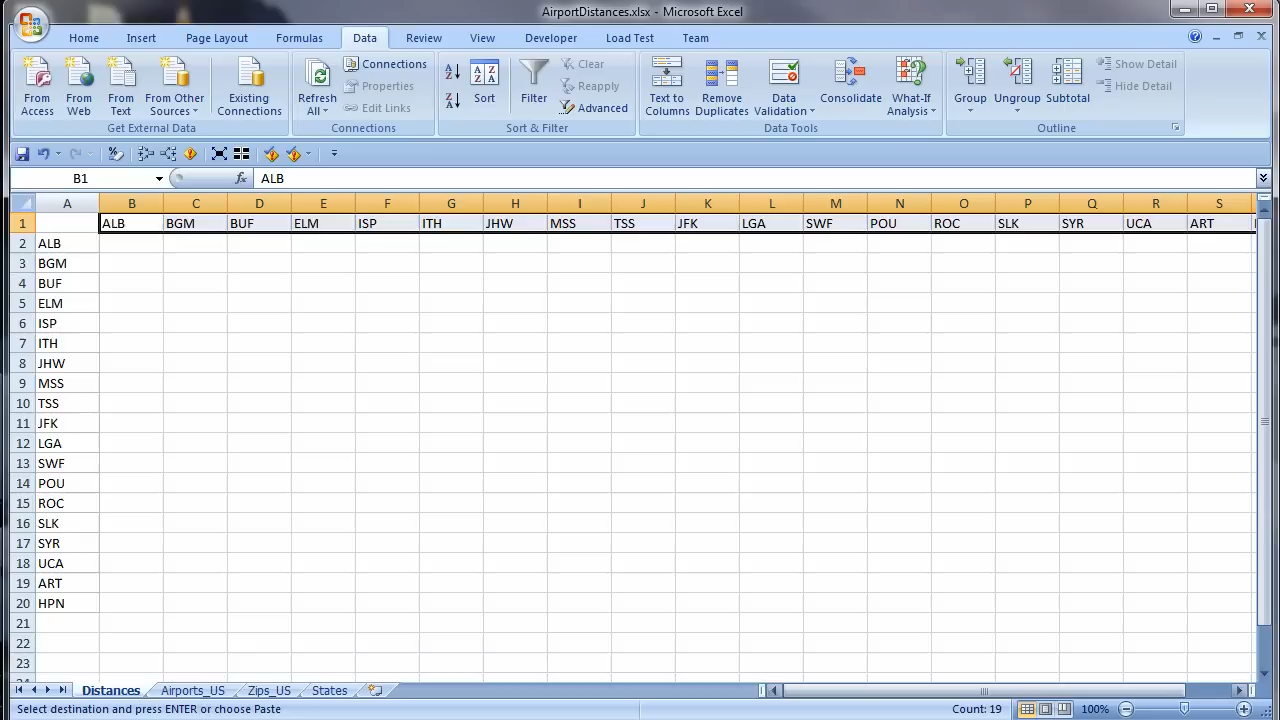 AirportDistances.xlsx - Microsoft Excel
Home Insert Page Layout Formulas Data Review View Developer Load Test Team
From Access
From Web
From Text
From Other Sources
Existing Connections
Get External Data
Refresh All
Connections
Properties
Edit Links
Connections
Sort
Filter
Clear
Reapply
Advanced
Sort & Filter
Text to Columns
Remove Duplicates
Data Validation
Consolidate
What-If Analysis
Data Tools
Group
Ungroup
Subtotal
Show Detail
Hide Detail
Outline
B1 fx ALB
A B C D E F G H I J K L M N O P Q R S
1 ALB BGM BUF ELM ISP ITH JHW MSS TSS JFK LGA SWF POU ROC SLK SYR UCA ART
2 ALB
3 BGM
4 BUF
5 ELM
6 ISP
7 ITH
8 JHW
9 MSS
10 TSS
11 JFK
12 LGA
13 SWF
14 POU
15 ROC
16 SLK
17 SYR
18 UCA
19 ART
20 HPN
21
22
23
Distances Airports_US Zips_US States
Select destination and press ENTER or choose Paste Count: 19 100%